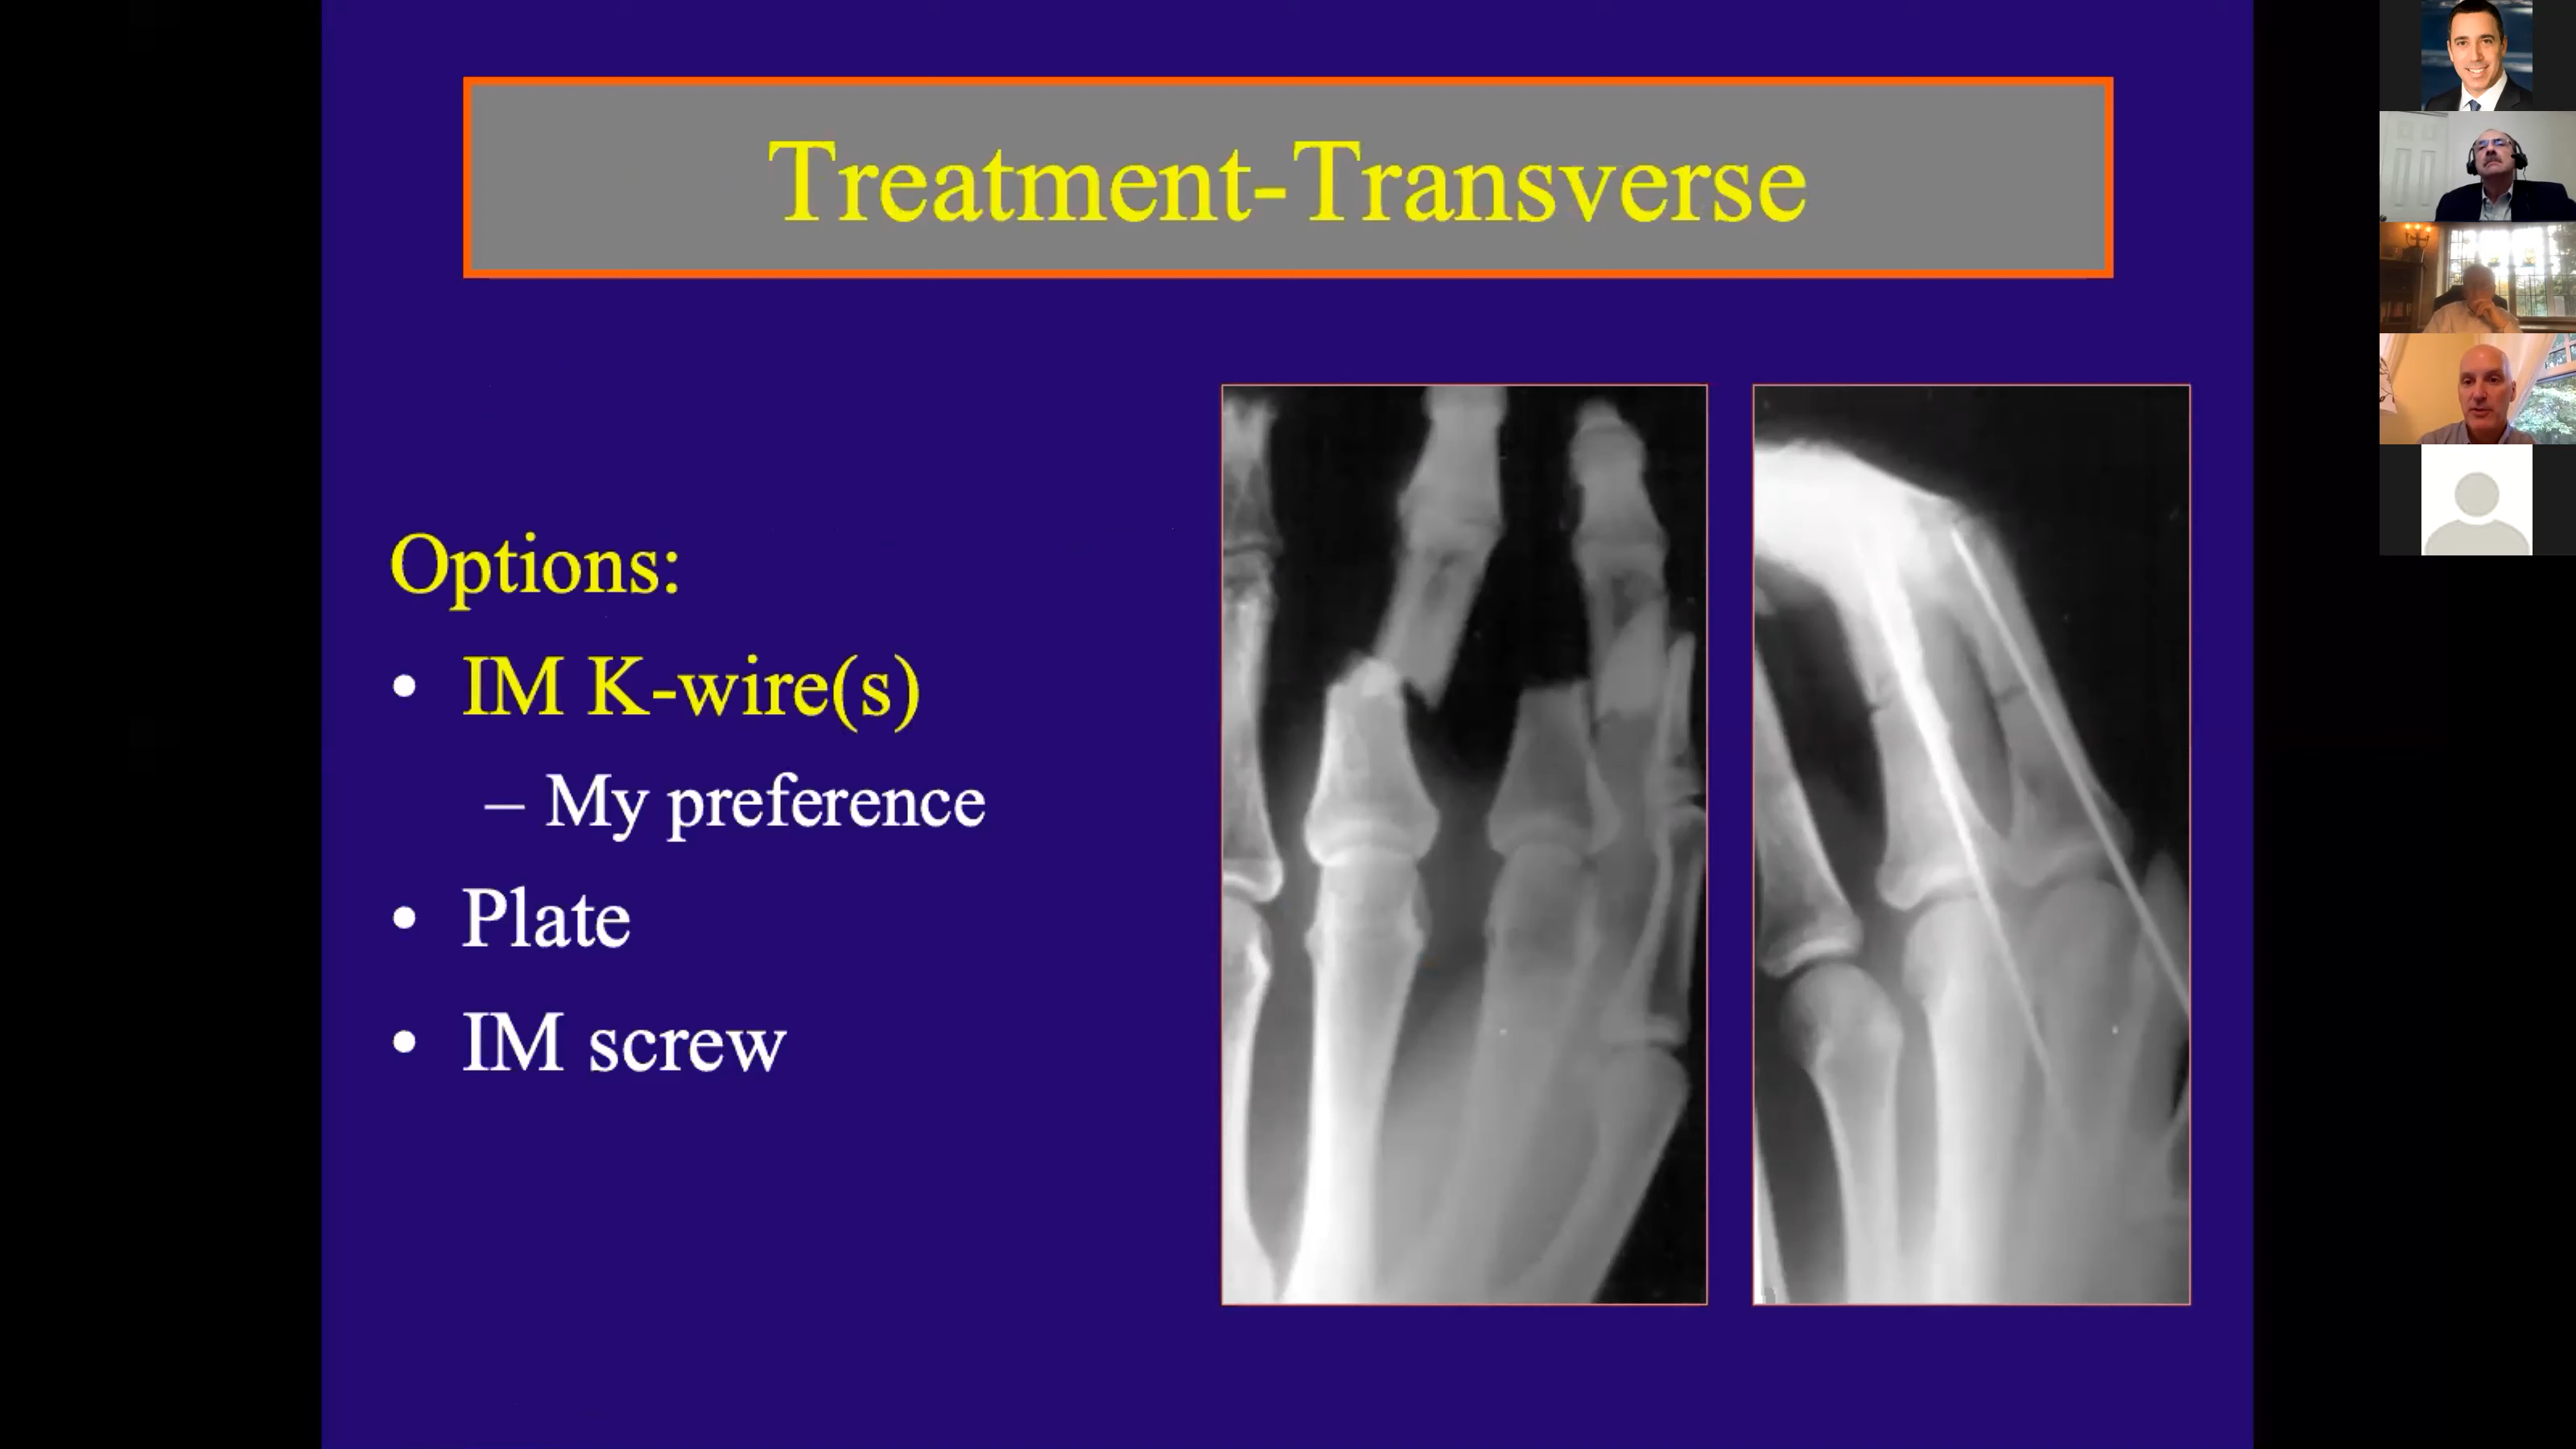 Treatment-Transverse
Options:
• IM K-wire(s)
– My preference
• Plate
• IM screw